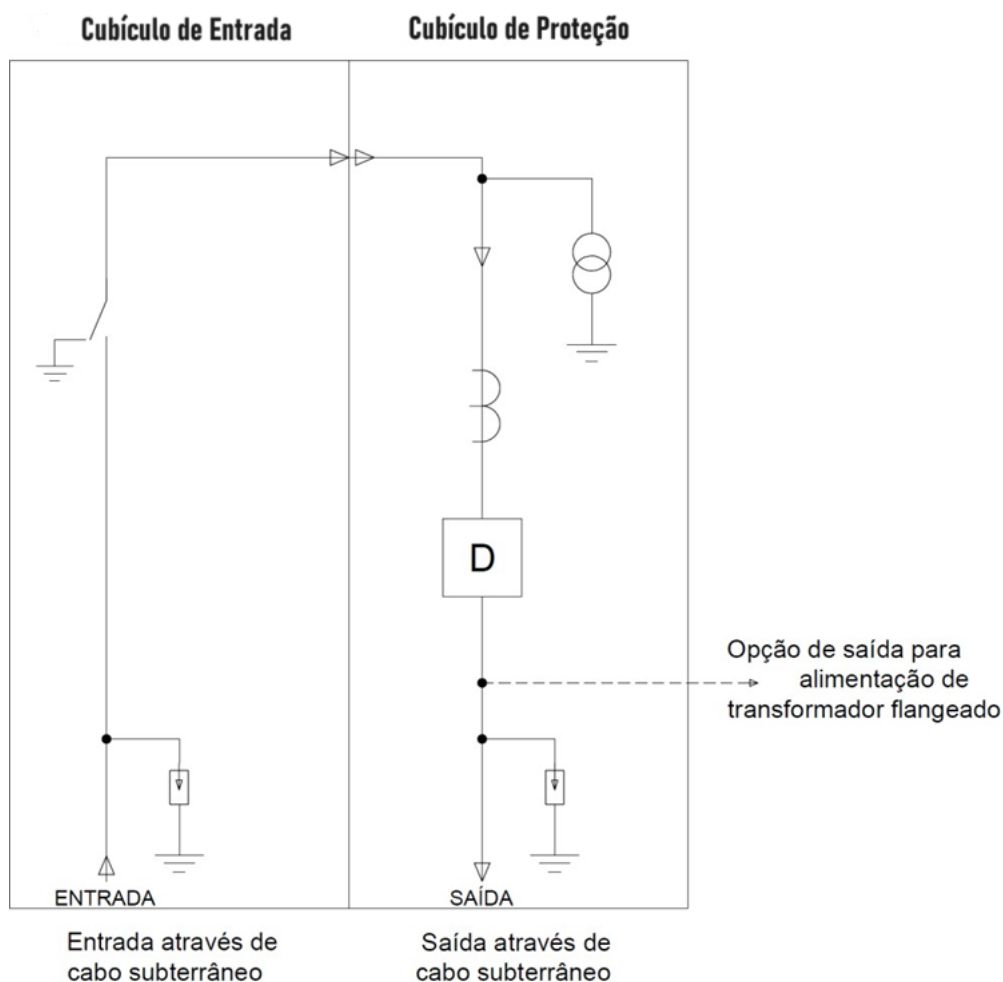 Cubículo de Entrada
Cubículo de Proteção
D
Opção de saída para
alimentação de
transformador flangeado
ENTRADA
SAÍDA
Entrada através de
cabo subterrâneo
Saída através de
cabo subterrâneo